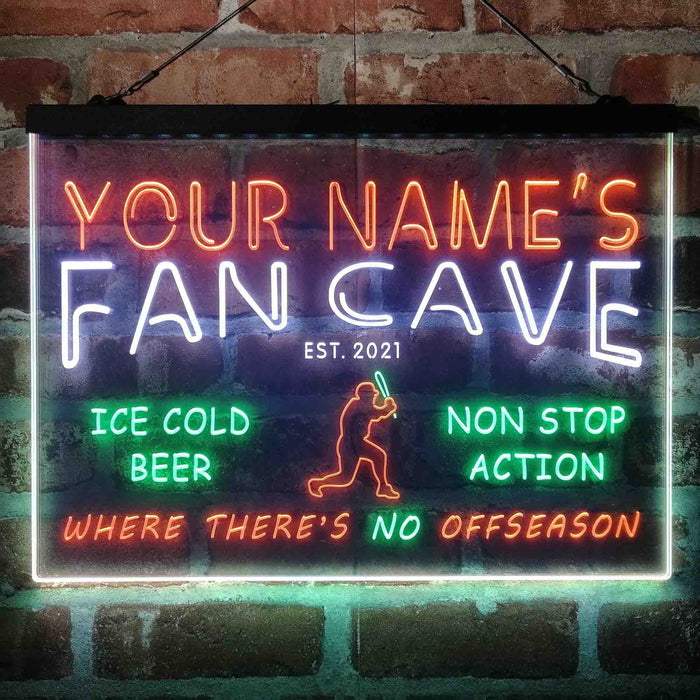 YOUR NAME'S
FAN CAVE
EST. 2021
ICE COLD
BEER
NON STOP
ACTION
WHERE THERE'S NO OFFSEASON